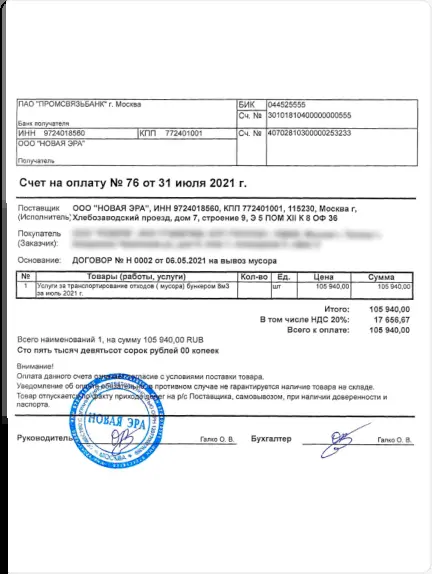 ПАО "ПРОМСВЯЗЬБАНК" г. Москва
БИК 044525555
Сч. № 30101810400000000555
Банк получателя
ИНН 9724018560 КПП 772401001 Сч. № 40702810300000253233
ООО "НОВАЯ ЭРА"
Получатель
Счет на оплату № 76 от 31 июля 2021 г.
Поставщик ООО "НОВАЯ ЭРА", ИНН 9724018560, КПП 772401001, 115230, Москва г,
(Исполнитель) Хлебозаводский проезд, дом 7, строение 9, Э 5 ПОМ XII К 8 ОФ 36
Покупатель
(Заказчик):
Основание: ДОГОВОР № Н 0002 от 06.05.2021 на вывоз мусора
№ Товары (работы, услуги) Кол-во Ед. Цена Сумма
1 Услуги за транспортирование отходов ( мусора) бункером 8м3 шт 105 940,00 105 940,00
за июль 2021 г.
Итого: 105 940,00
В том числе НДС 20%: 17 656,67
Всего к оплате: 105 940,00
Всего наименований 1, на сумму 105 940,00 RUB
Сто пять тысяч девятьсот сорок рублей 00 копеек
Внимание!
Оплата данного счета означает согласие с условиями поставки товара.
Уведомление об оплате обязательно, в противном случае не гарантируется наличие товара на складе.
Товар отпускается по факту прихода денег на р/с Поставщика, самовывозом, при наличии доверенности и
паспорта.
НОВАЯ ЭРА
МОСКВА
Руководитель Галко О. В. Бухгалтер Галко О. В.